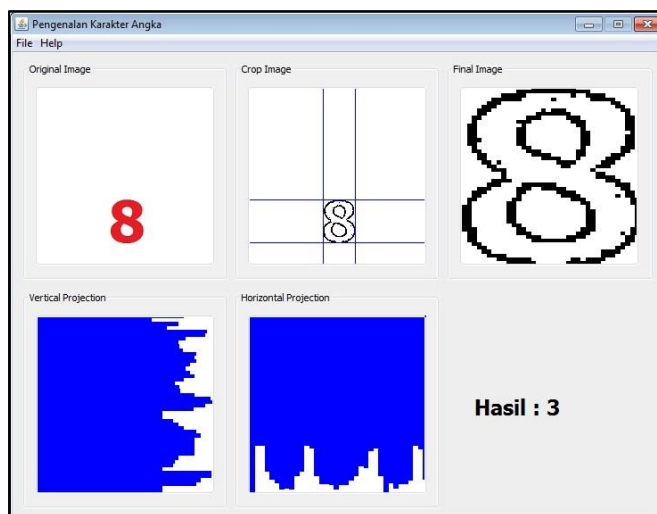 Pengenalan Karakter Angka
File Help
Original Image
Crop Image
Final Image
8
8
8
Vertical Projection
Horizontal Projection
Hasil : 3